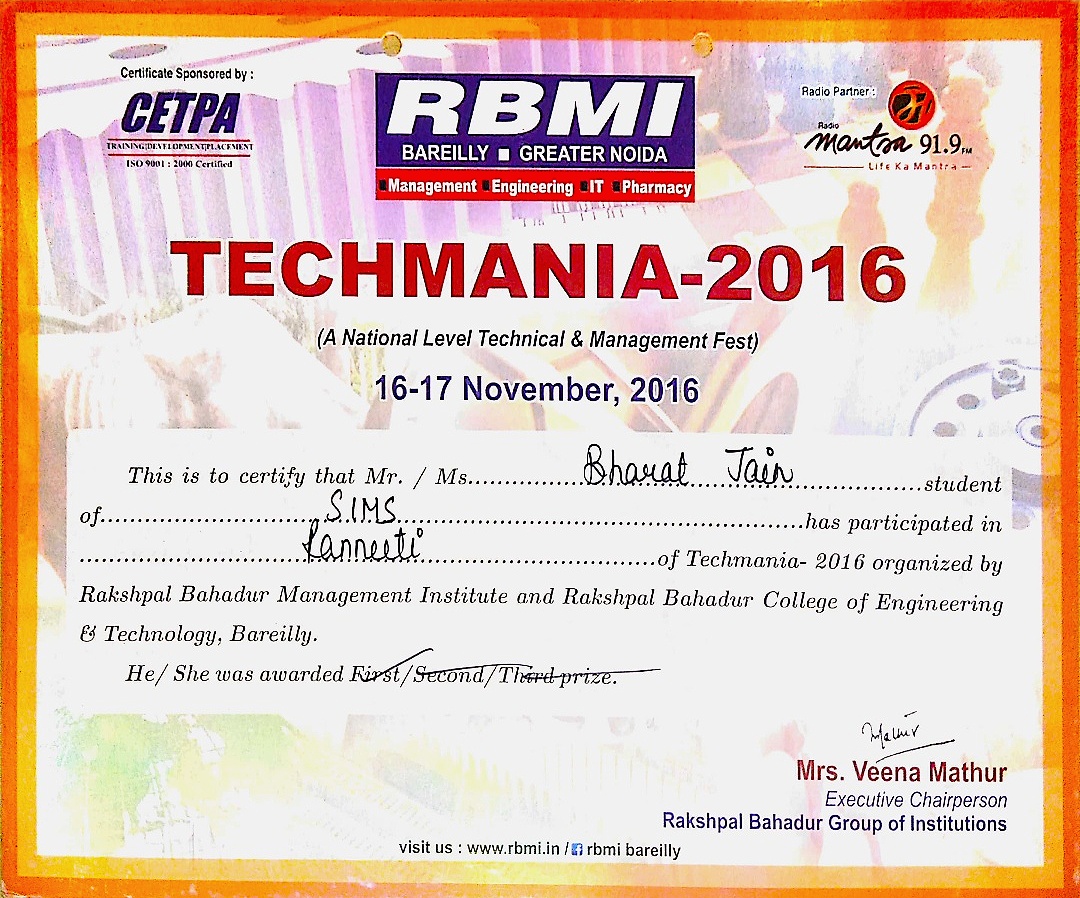 Certificate Sponsored by :
CETPA
TRAINING|DEVELOPMENT|PLACEMENT
ISO 9001 : 2000 Certified
RBMI
BAREILLY ■ GREATER NOIDA
■Management ■Engineering ■IT ■Pharmacy
Radio Partner :
Radio
mantra 91.9 FM
Life Ka Mantra
TECHMANIA-2016
(A National Level Technical & Management Fest)
16-17 November, 2016
This is to certify that Mr. / Ms. Bharat Jain student
of SIMS has participated in
Ranneeti of Techmania- 2016 organized by
Rakshpal Bahadur Management Institute and Rakshpal Bahadur College of Engineering
& Technology, Bareilly.
He/ She was awarded First/Second/Third prize.
Mrs. Veena Mathur
Executive Chairperson
Rakshpal Bahadur Group of Institutions
visit us : www.rbmi.in / f rbmi bareilly